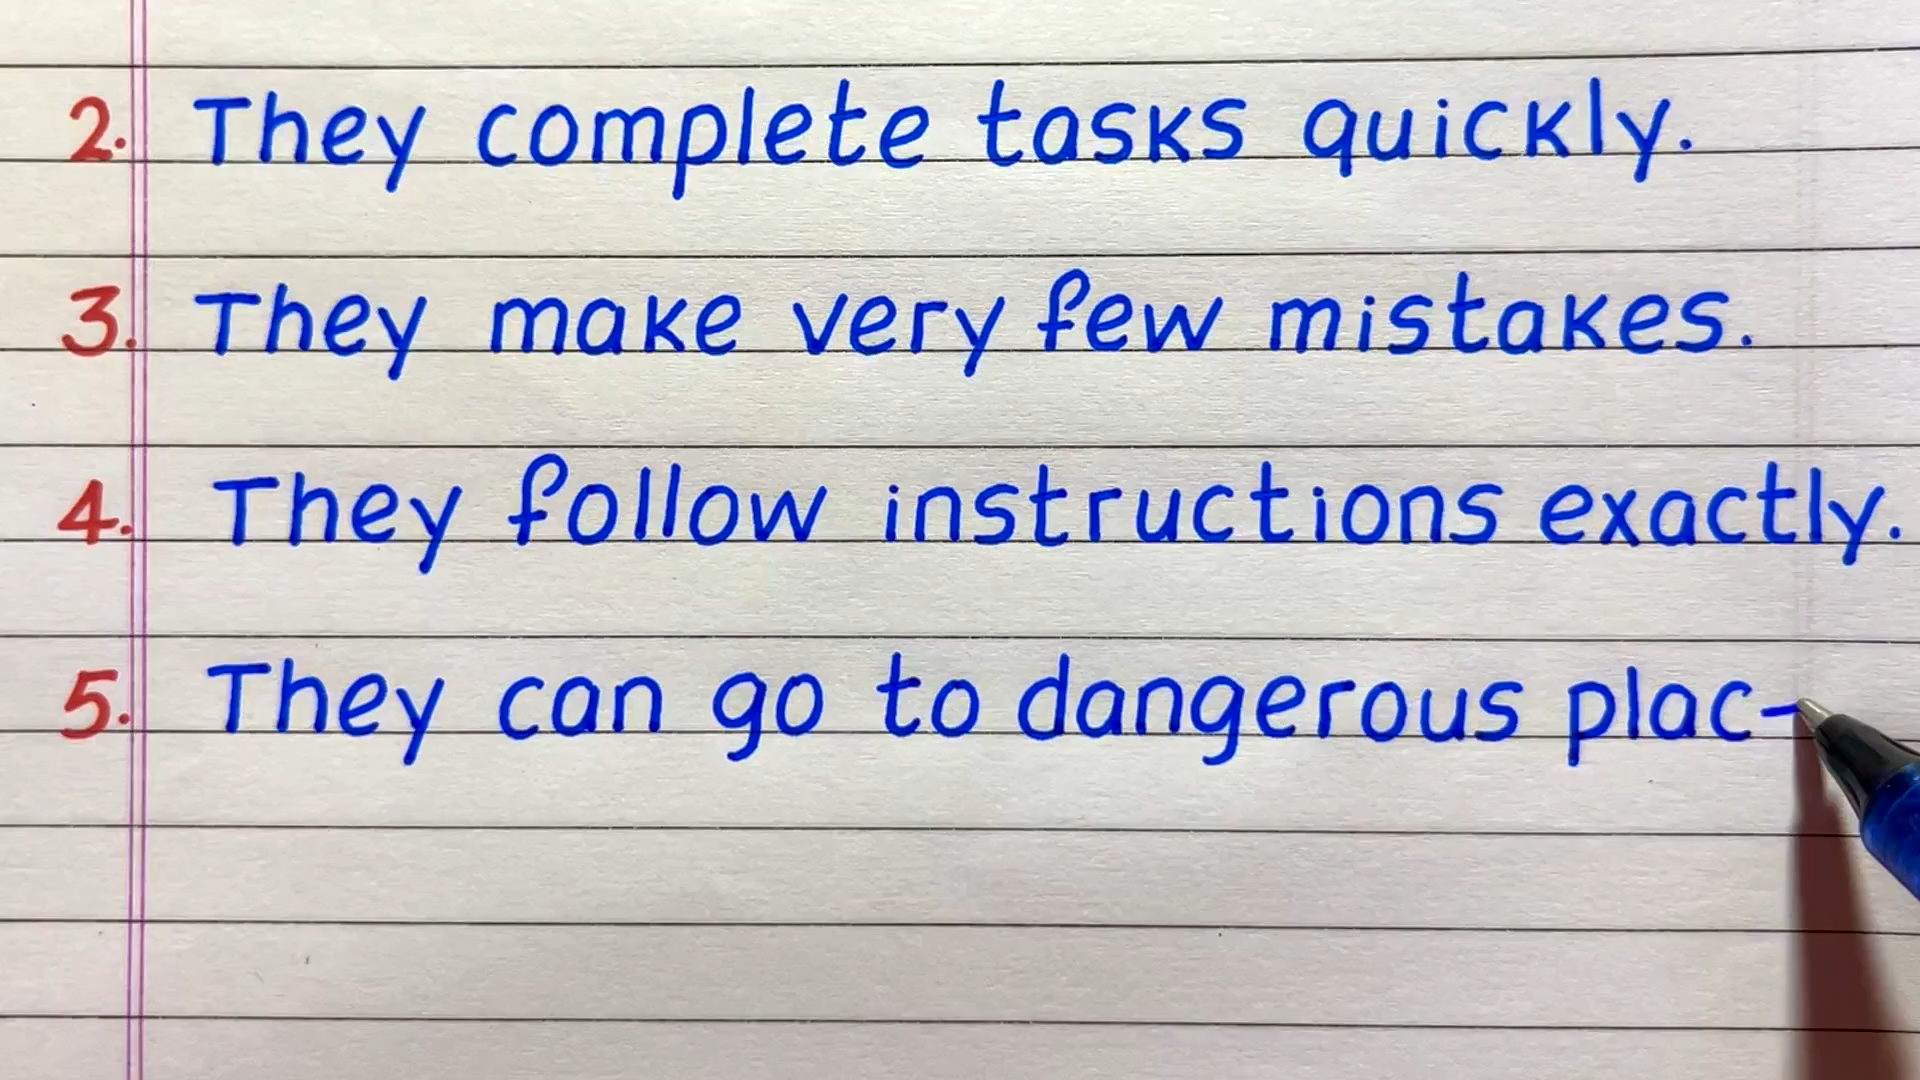 2. They complete tasks quickly.
3. They make very few mistakes.
4. They follow instructions exactly.
5. They can go to dangerous plac-